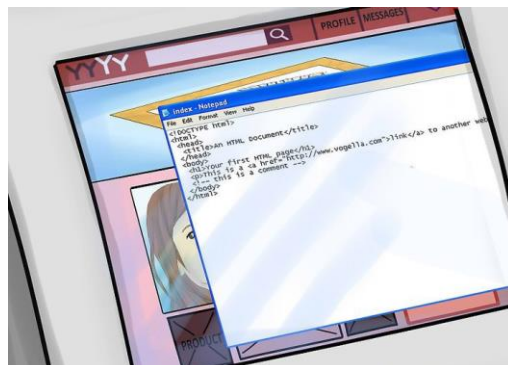 YYYY
PROFILE MESSAGES
index - Notepad
File Edit Format View Help
<!DOCTYPE html>
<html>
<head>
<title>An HTML Document</title>
</head>
<body>
<h1>Your first HTML page</h1>
<p>This is a <a href="http://www.vogella.com">link</a> to another web
<!-- this is a comment -->
</body>
</html>
PRODUCT